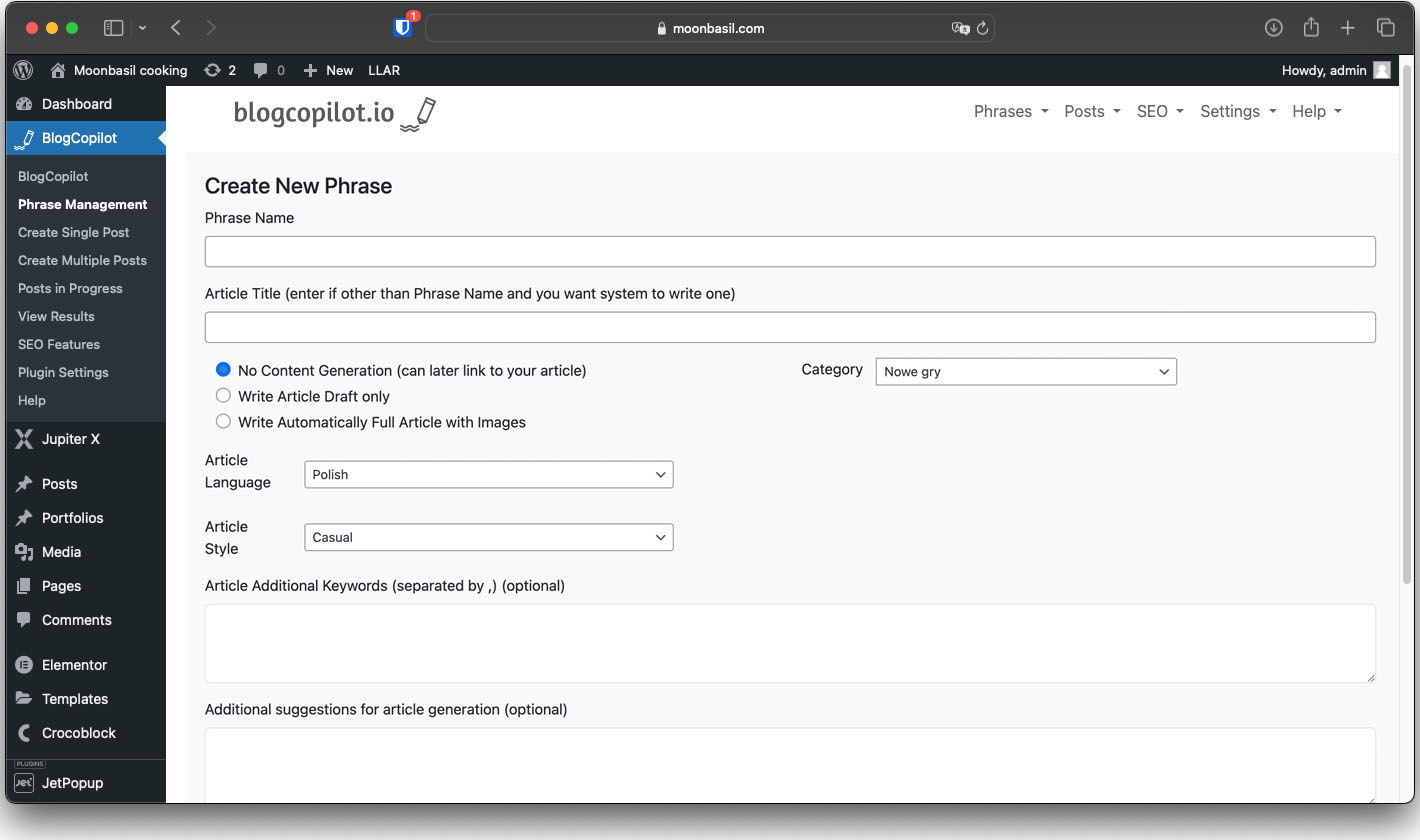 1
moonbasil.com
Moonbasil cooking
2
0
New
LLAR
Howdy, admin
Dashboard
BlogCopilot
BlogCopilot
Phrase Management
Create Single Post
Create Multiple Posts
Posts in Progress
View Results
SEO Features
Plugin Settings
Help
Jupiter X
Posts
Portfolios
Media
Pages
Comments
Elementor
Templates
Crocoblock
PLUGINS
Jet
JetPopup
blogcopilot.io
Phrases
Posts
SEO
Settings
Help
Create New Phrase
Phrase Name
Article Title (enter if other than Phrase Name and you want system to write one)
No Content Generation (can later link to your article)
Write Article Draft only
Write Automatically Full Article with Images
Category
Nowe gry
Article
Language
Polish
Article
Style
Casual
Article Additional Keywords (separated by ,) (optional)
Additional suggestions for article generation (optional)